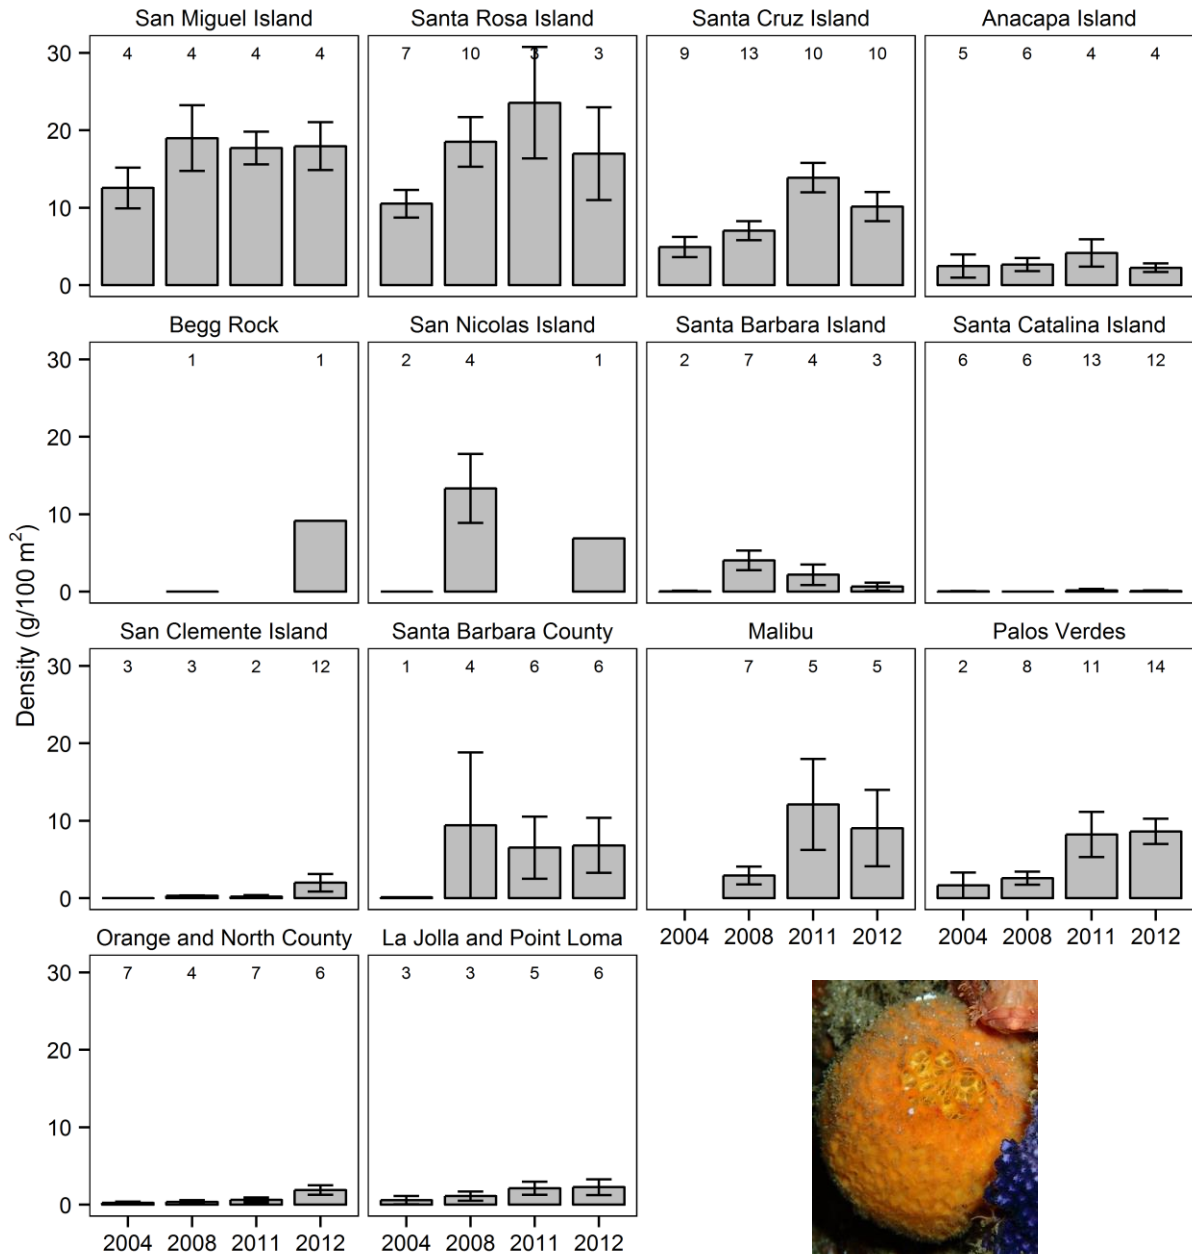 San Miguel Island Santa Rosa Island Santa Cruz Island Anacapa Island
30 4 4 4 4 7 10 3 3 9 13 10 10 5 6 4 4
20
10
0
Begg Rock San Nicolas Island Santa Barbara Island Santa Catalina Island
30 1 1 2 4 1 2 7 4 3 6 6 13 12
20
10
0
Density (g/100 m²)
San Clemente Island Santa Barbara County Malibu Palos Verdes
30 3 3 2 12 1 4 6 6 7 5 5 2 8 11 14
20
10
0
2004 2008 2011 2012 2004 2008 2011 2012
Orange and North County La Jolla and Point Loma
30 7 4 7 6 3 3 5 6
20
10
0
2004 2008 2011 2012 2004 2008 2011 2012